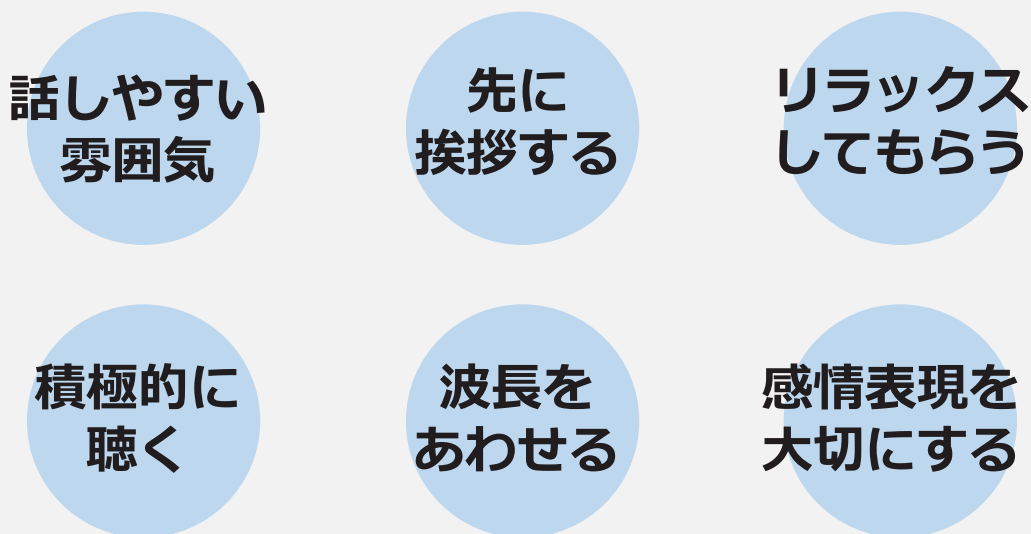 話しやすい
雰囲気
先に
挨拶する
リラックス
してもらう
積極的に
聴く
波長を
あわせる
感情表現を
大切にする